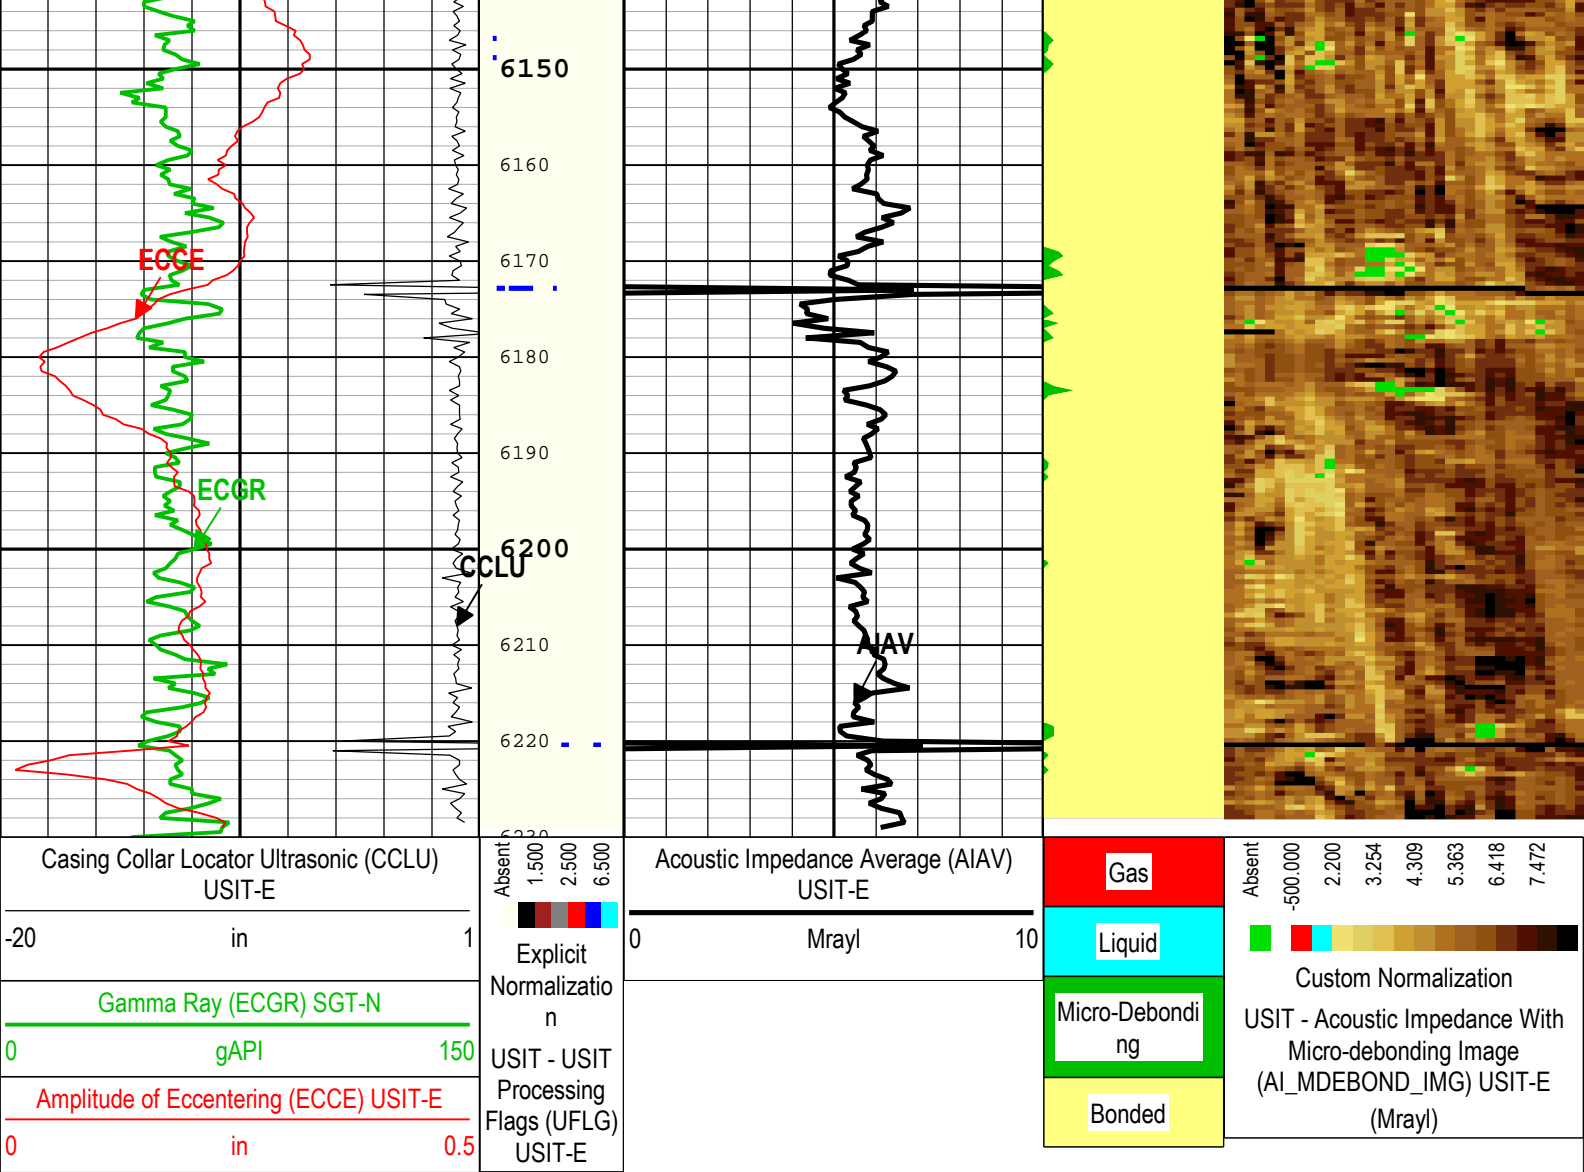 6150
6160
6170
ECCE
6180
6190
ECGR
6200
CCLU
6210
AIAV
6220
6230
Casing Collar Locator Ultrasonic (CCLU)
USIT-E
-20 in 1
Gamma Ray (ECGR) SGT-N
0 gAPI 150
Amplitude of Eccentering (ECCE) USIT-E
0 in 0.5
Absent
1.500
2.500
6.500
Explicit
Normalizatio
n
USIT - USIT
Processing
Flags (UFLG)
USIT-E
Acoustic Impedance Average (AIAV)
USIT-E
0 Mrayl 10
Gas
Liquid
Micro-Debondi
ng
Bonded
Absent
-500.000
2.200
3.254
4.309
5.363
6.418
7.472
Custom Normalization
USIT - Acoustic Impedance With
Micro-debonding Image
(AI_MDEBOND_IMG) USIT-E
(Mrayl)